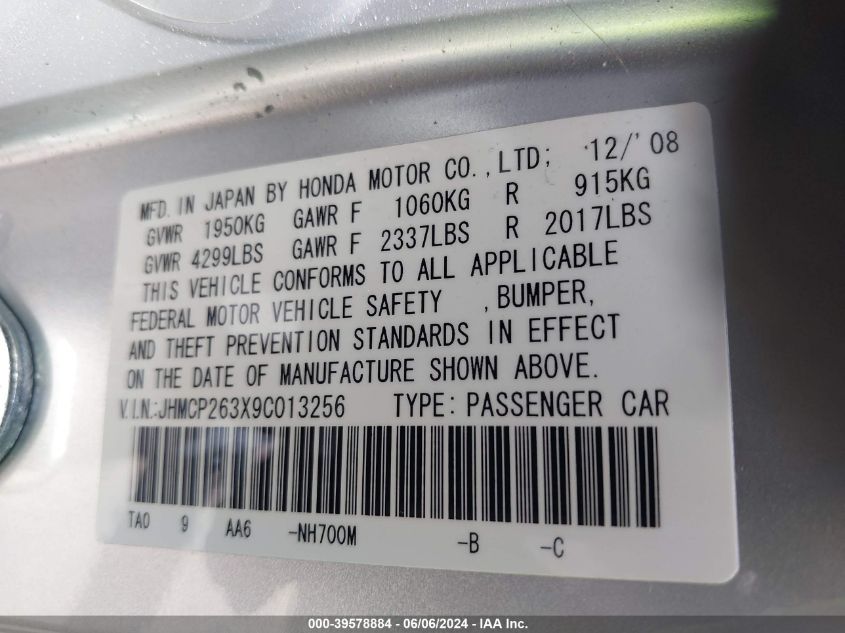 MFD. IN JAPAN BY HONDA MOTOR CO.,LTD; 12/'08
GVWR 1950KG GAWR F 1060KG R 915KG
GVWR 4299LBS GAWR F 2337LBS R 2017LBS
THIS VEHICLE CONFORMS TO ALL APPLICABLE
FEDERAL MOTOR VEHICLE SAFETY ,BUMPER,
AND THEFT PREVENTION STANDARDS IN EFFECT
ON THE DATE OF MANUFACTURE SHOWN ABOVE.
V.I.N.:JHMCP263X9C013256 TYPE: PASSENGER CAR
TA0 9 AA6 -NH700M -B -C
000-39578884 / 06/06/2024 - IAA Inc.